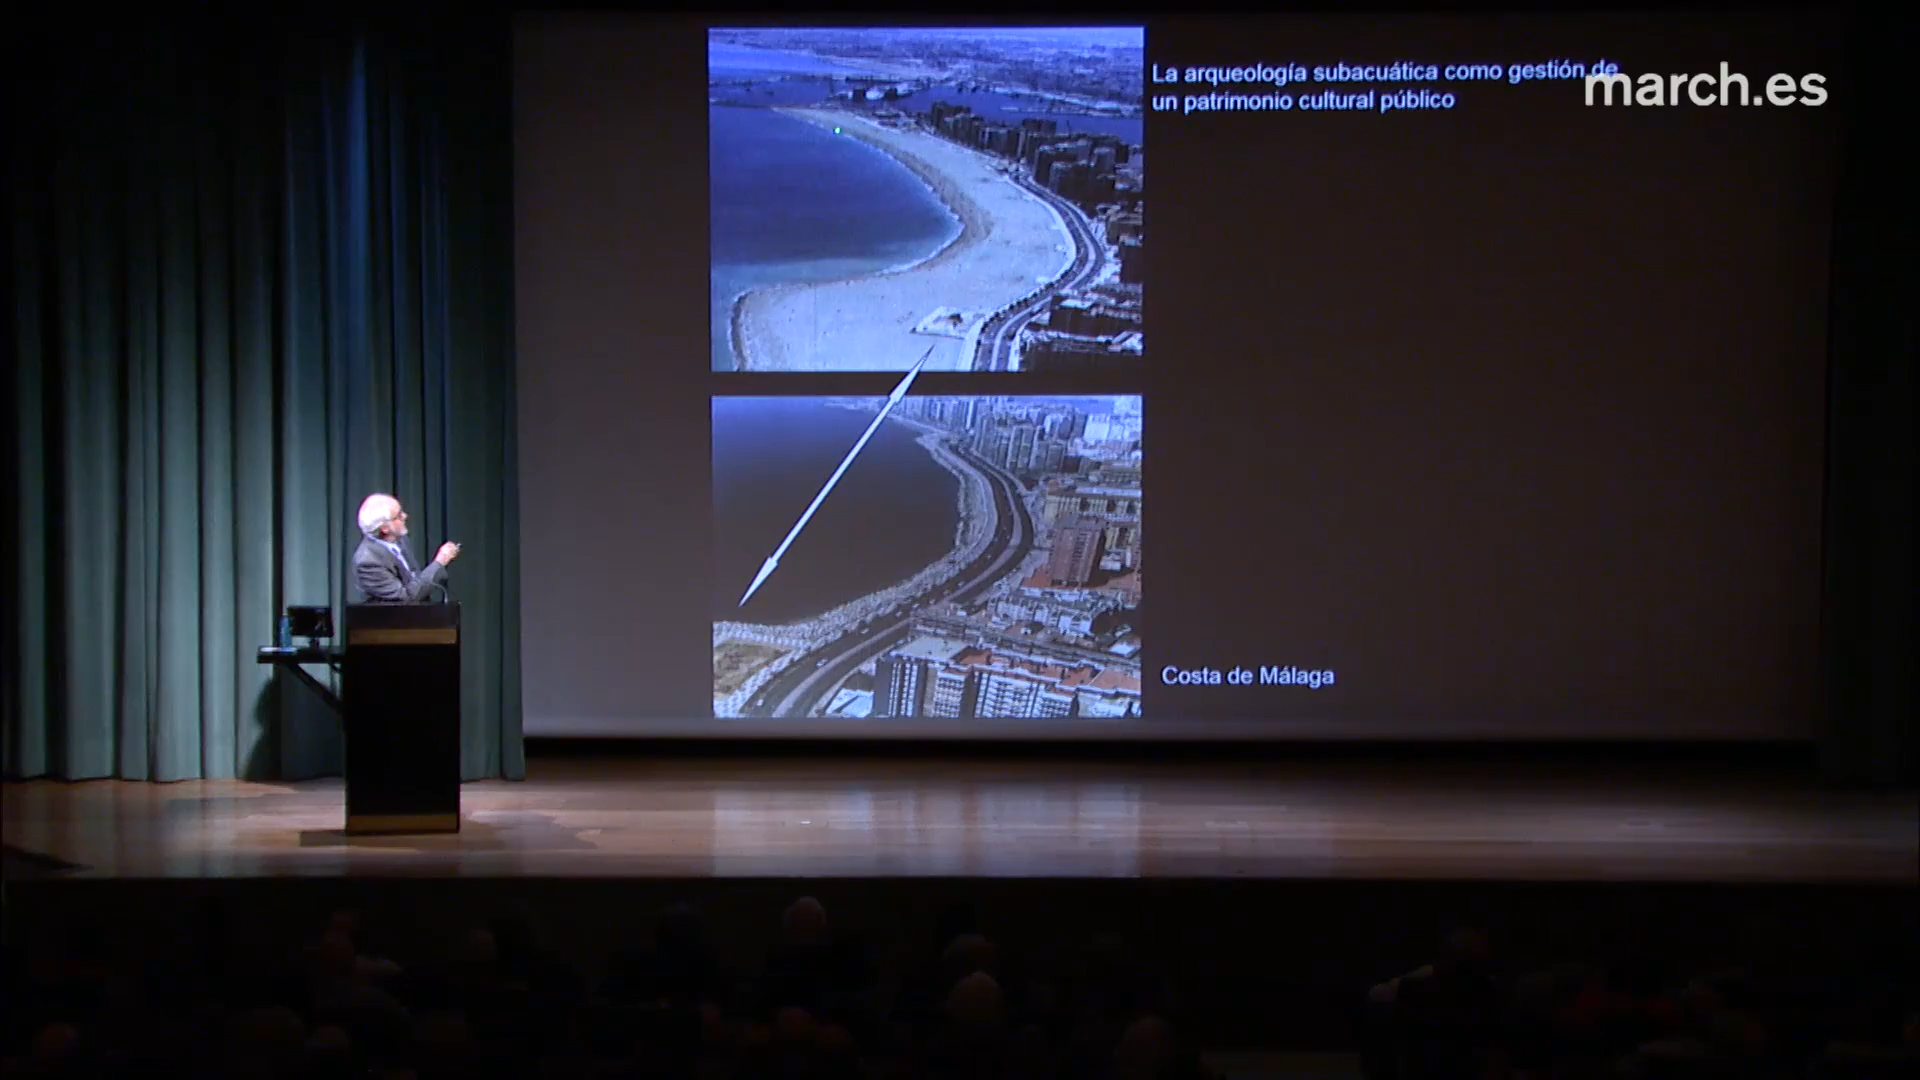 La arqueología subacuática como gestión de
un patrimonio cultural público
march.es
Costa de Málaga